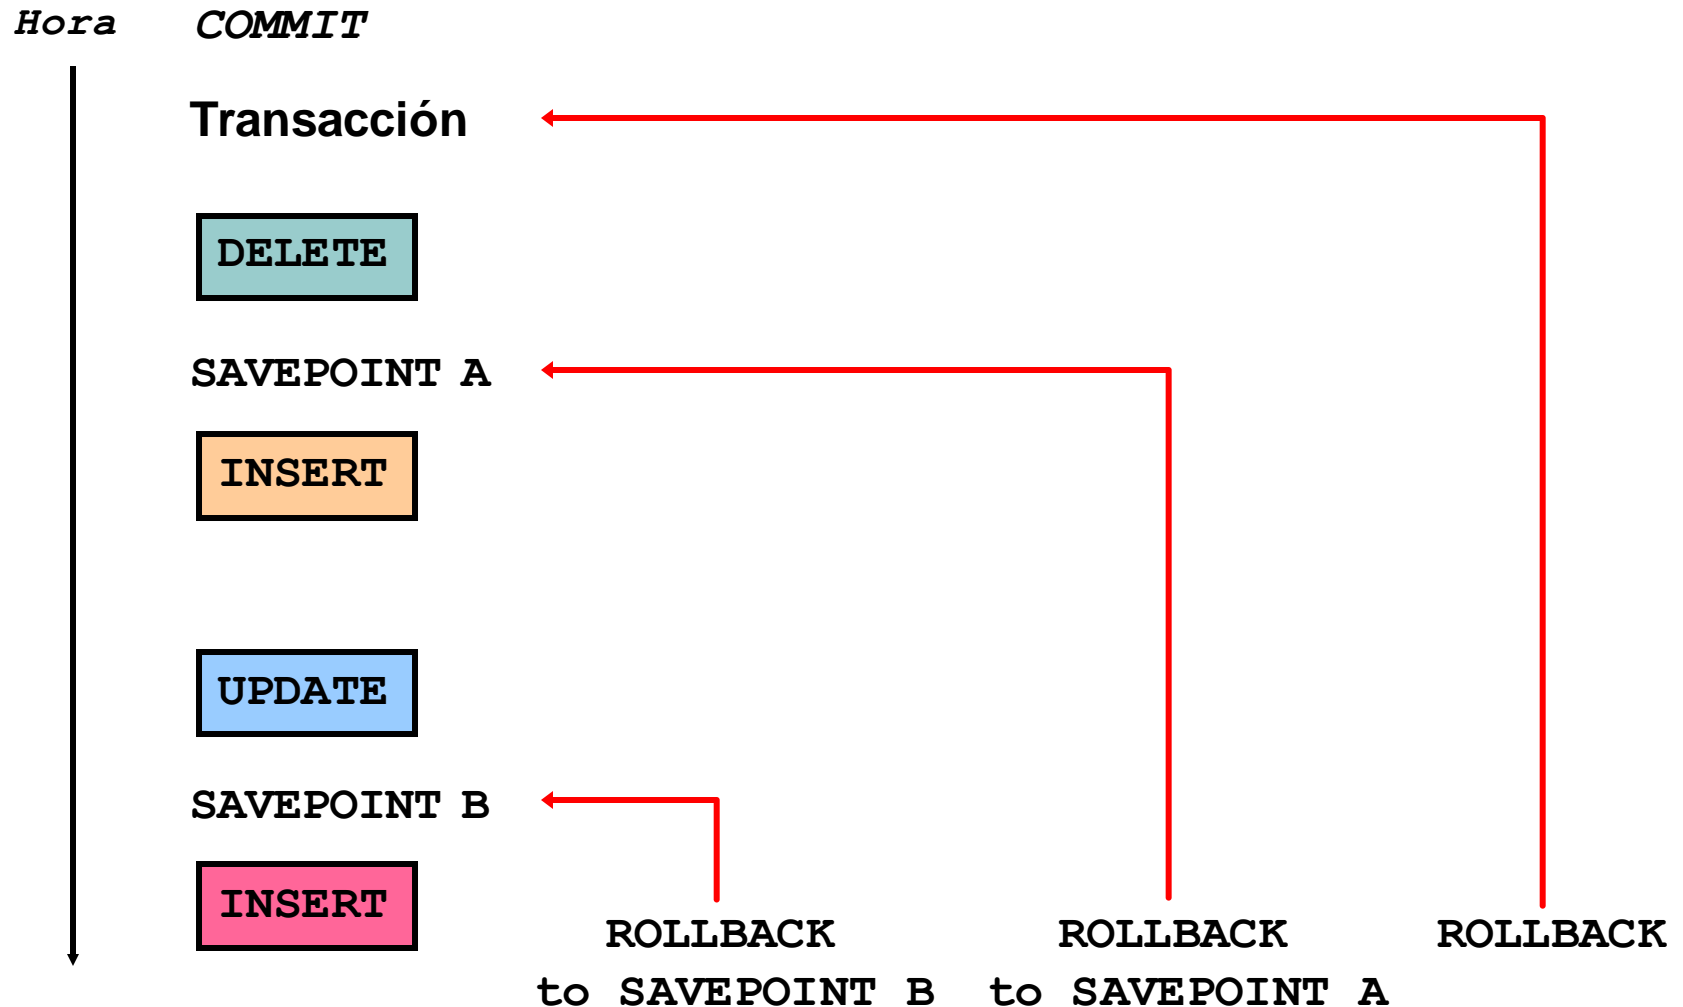 Hora COMMIT
Transacción
DELETE
SAVEPOINT A
INSERT
UPDATE
SAVEPOINT B
INSERT
ROLLBACK ROLLBACK ROLLBACK
to SAVEPOINT B to SAVEPOINT A